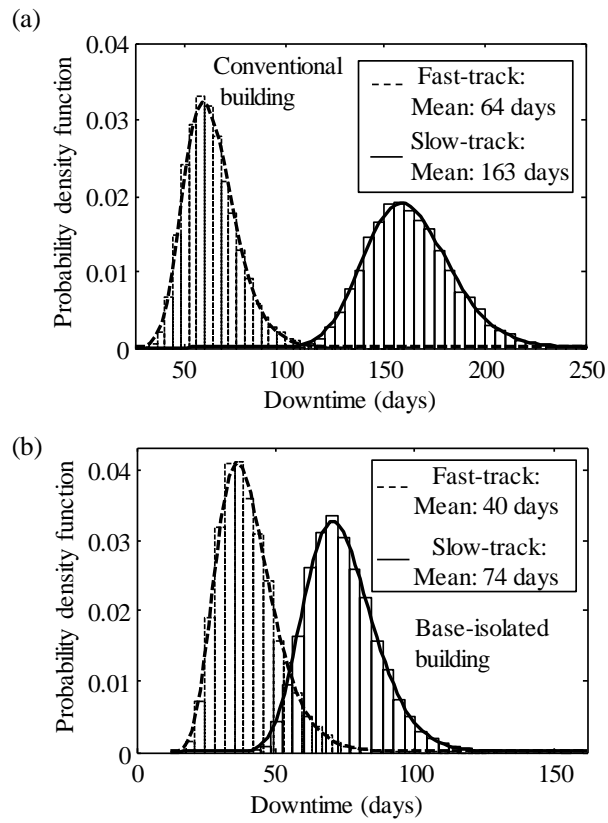 (a)
0.04
0.03
0.02
0.01
0
Probability density function
Conventional
building
Fast-track:
Mean: 64 days
Slow-track:
Mean: 163 days
50
100
150
200
250
Downtime (days)
(b)
0.04
0.03
0.02
0.01
0
Probability density function
Fast-track:
Mean: 40 days
Slow-track:
Mean: 74 days
Base-isolated
building
0
50
100
150
Downtime (days)